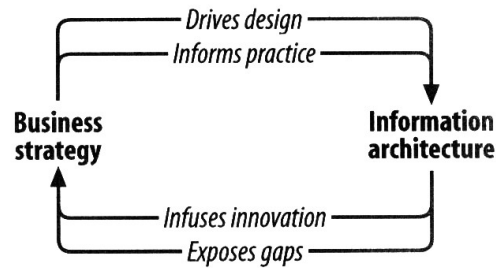 Drives design
Informs practice
Business
strategy
Information
architecture
Infuses innovation
Exposes gaps